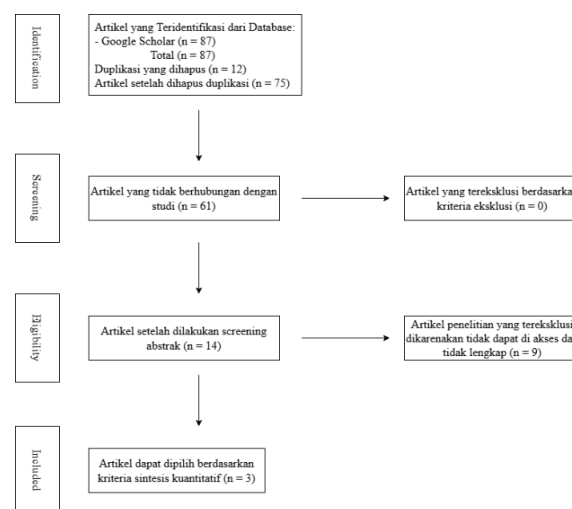 Identification
Artikel yang Teridentifikasi dari Database:
- Google Scholar (n = 87)
Total (n = 87)
Duplikasi yang dihapus (n = 12)
Artikel setelah dihapus duplikasi (n = 75)
Screening
Artikel yang tidak berhubungan dengan
studi (n = 61)
Artikel yang tereksklusi berdasarka
kriteria eksklusi (n = 0)
Eligibility
Artikel setelah dilakukan screening
abstrak (n = 14)
Artikel penelitian yang tereksklusi
dikarenakan tidak dapat di akses da
tidak lengkap (n = 9)
Included
Artikel dapat dipilih berdasarkan
kriteria sintesis kuantitatif (n = 3)